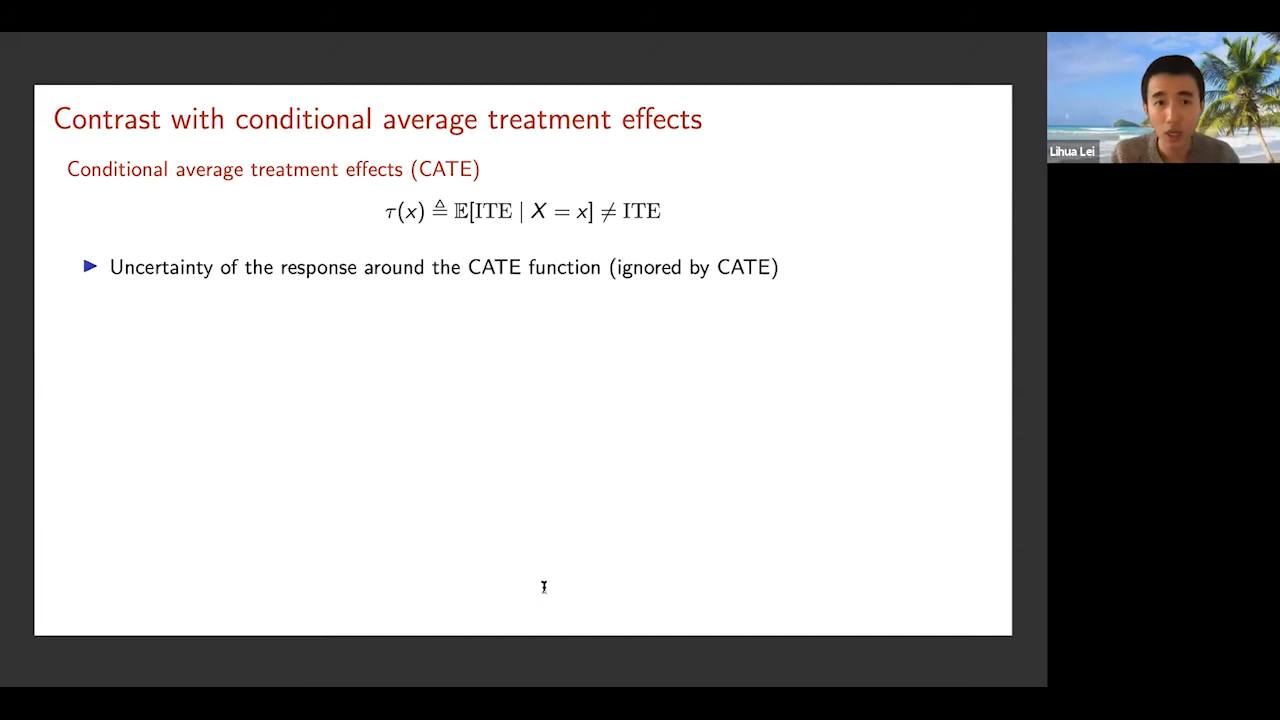 Contrast with conditional average treatment effects
Conditional average treatment effects (CATE)
τ(x) ≜ 𝔼[ITE | X = x] ≠ ITE
▶ Uncertainty of the response around the CATE function (ignored by CATE)
Lihua Lei